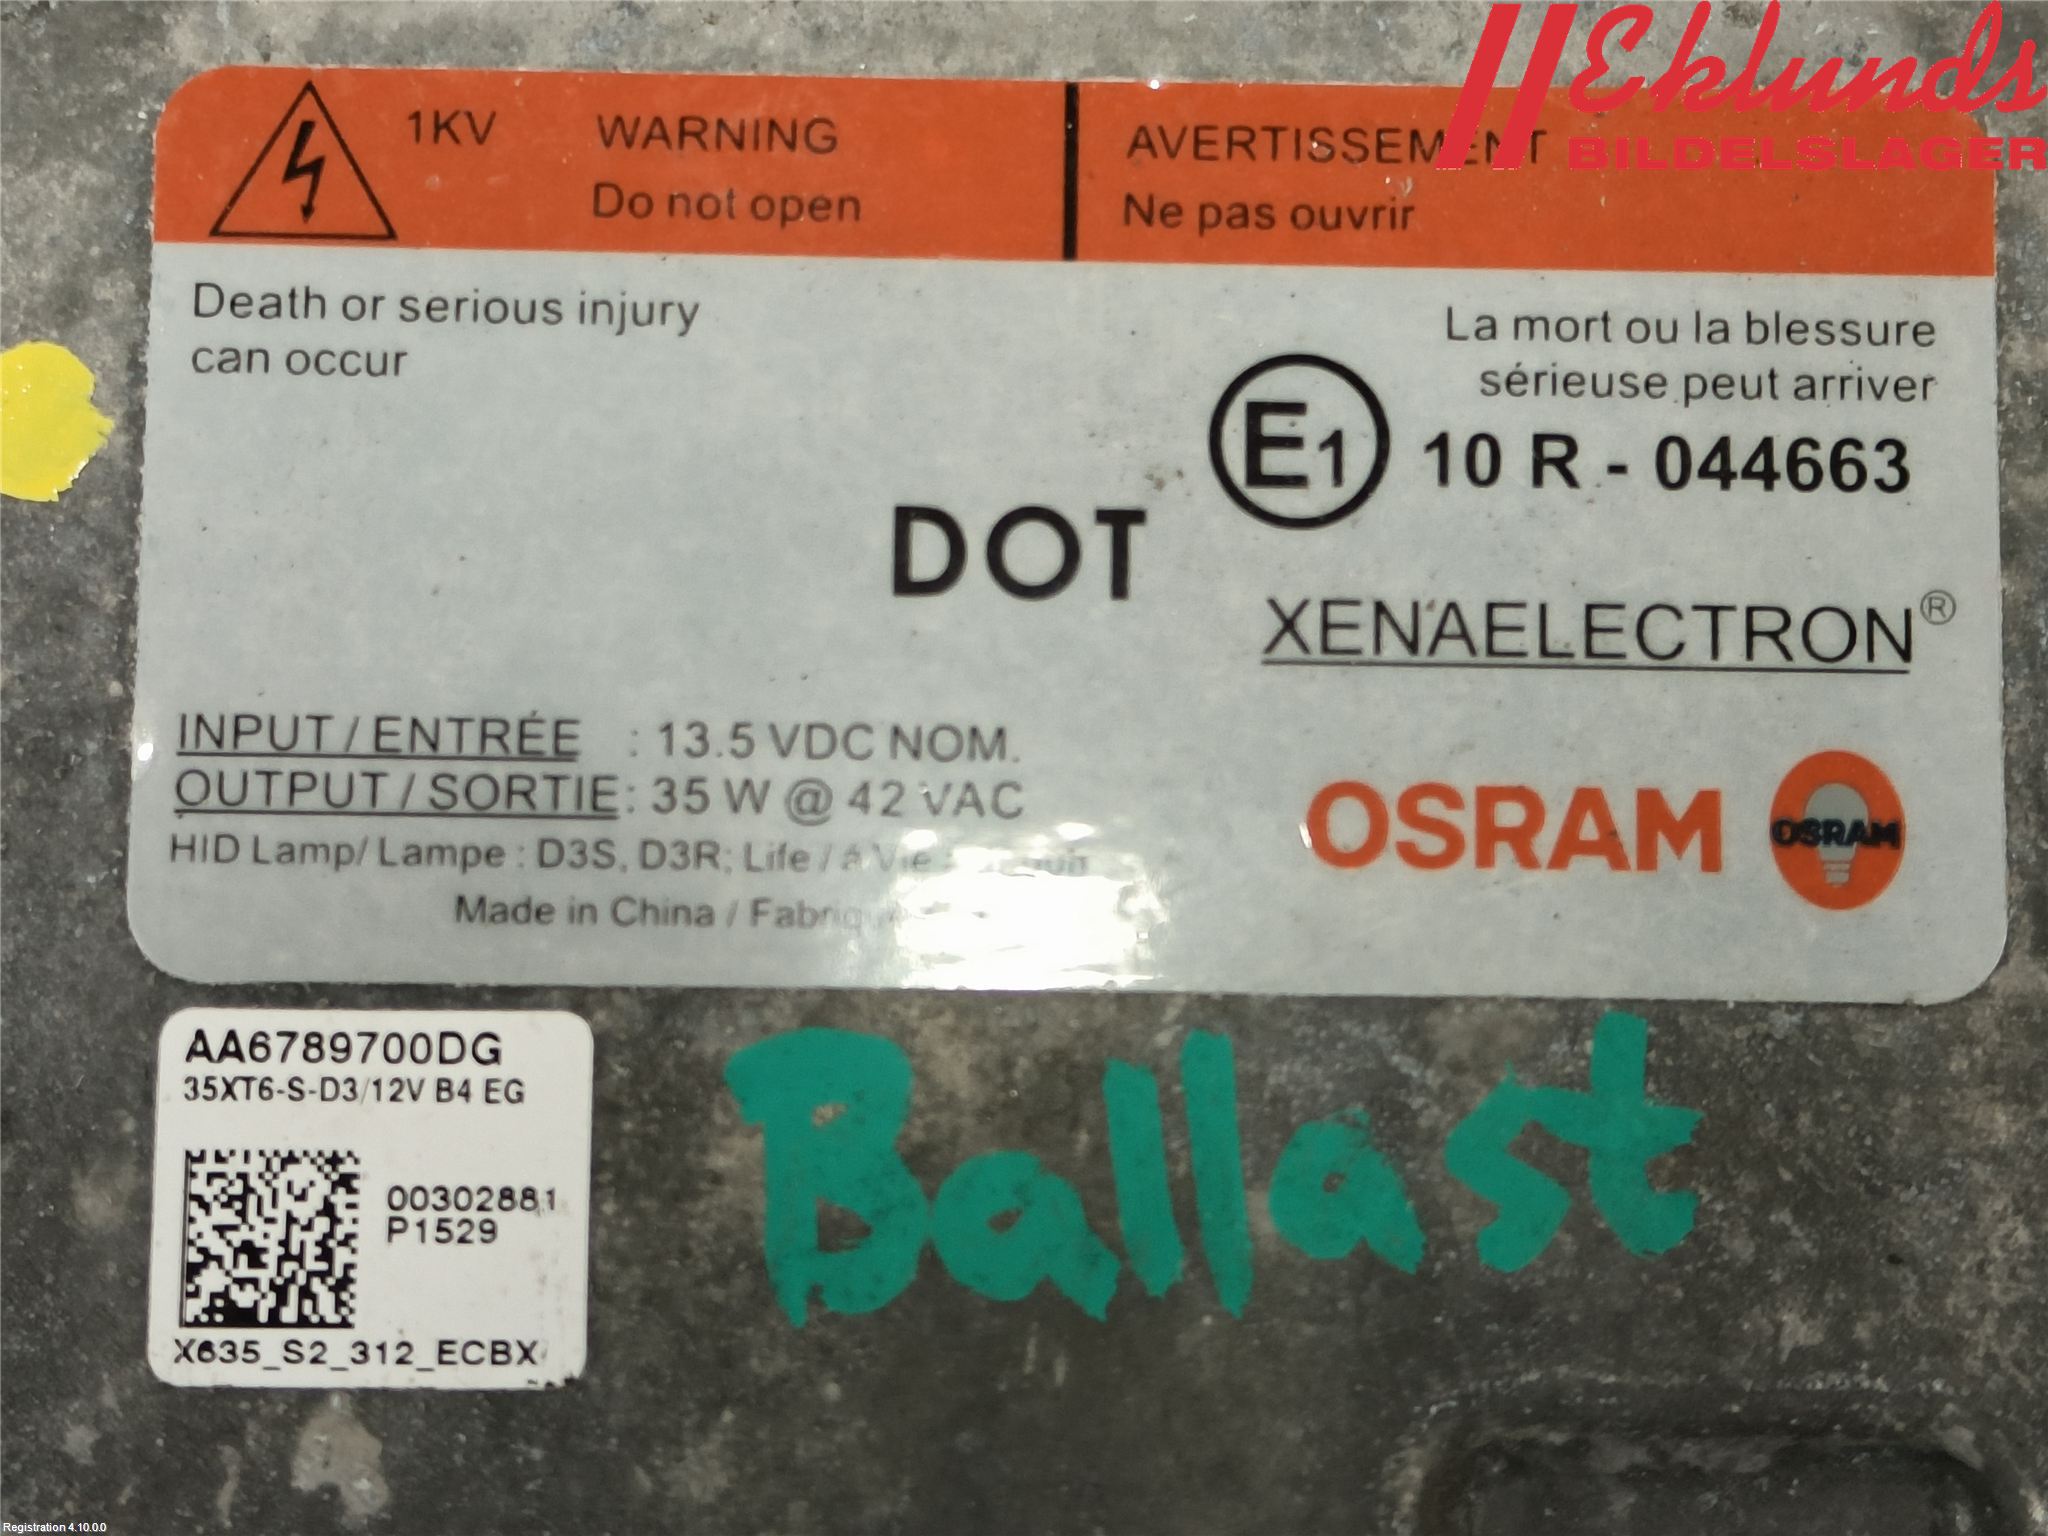 Eklunds
BILDELSLAGER
1KV
WARNING
Do not open
AVERTISSEMENT
Ne pas ouvrir
Death or serious injury
can occur
La mort ou la blessure
sérieuse peut arriver
E1 10 R - 044663
DOT
XENAELECTRON®
INPUT / ENTRÉE : 13.5 VDC NOM.
OUTPUT / SORTIE : 35 W @ 42 VAC
HID Lamp/ Lampe : D3S, D3R; Life / á Vie :
Made in China /
OSRAM
OSRAM
AA6789700DG
35XT6-S-D3/12V B4 EG
00302881
P1529
X635_S2_312_ECBX
Ballast
Registration 4.10.0.0